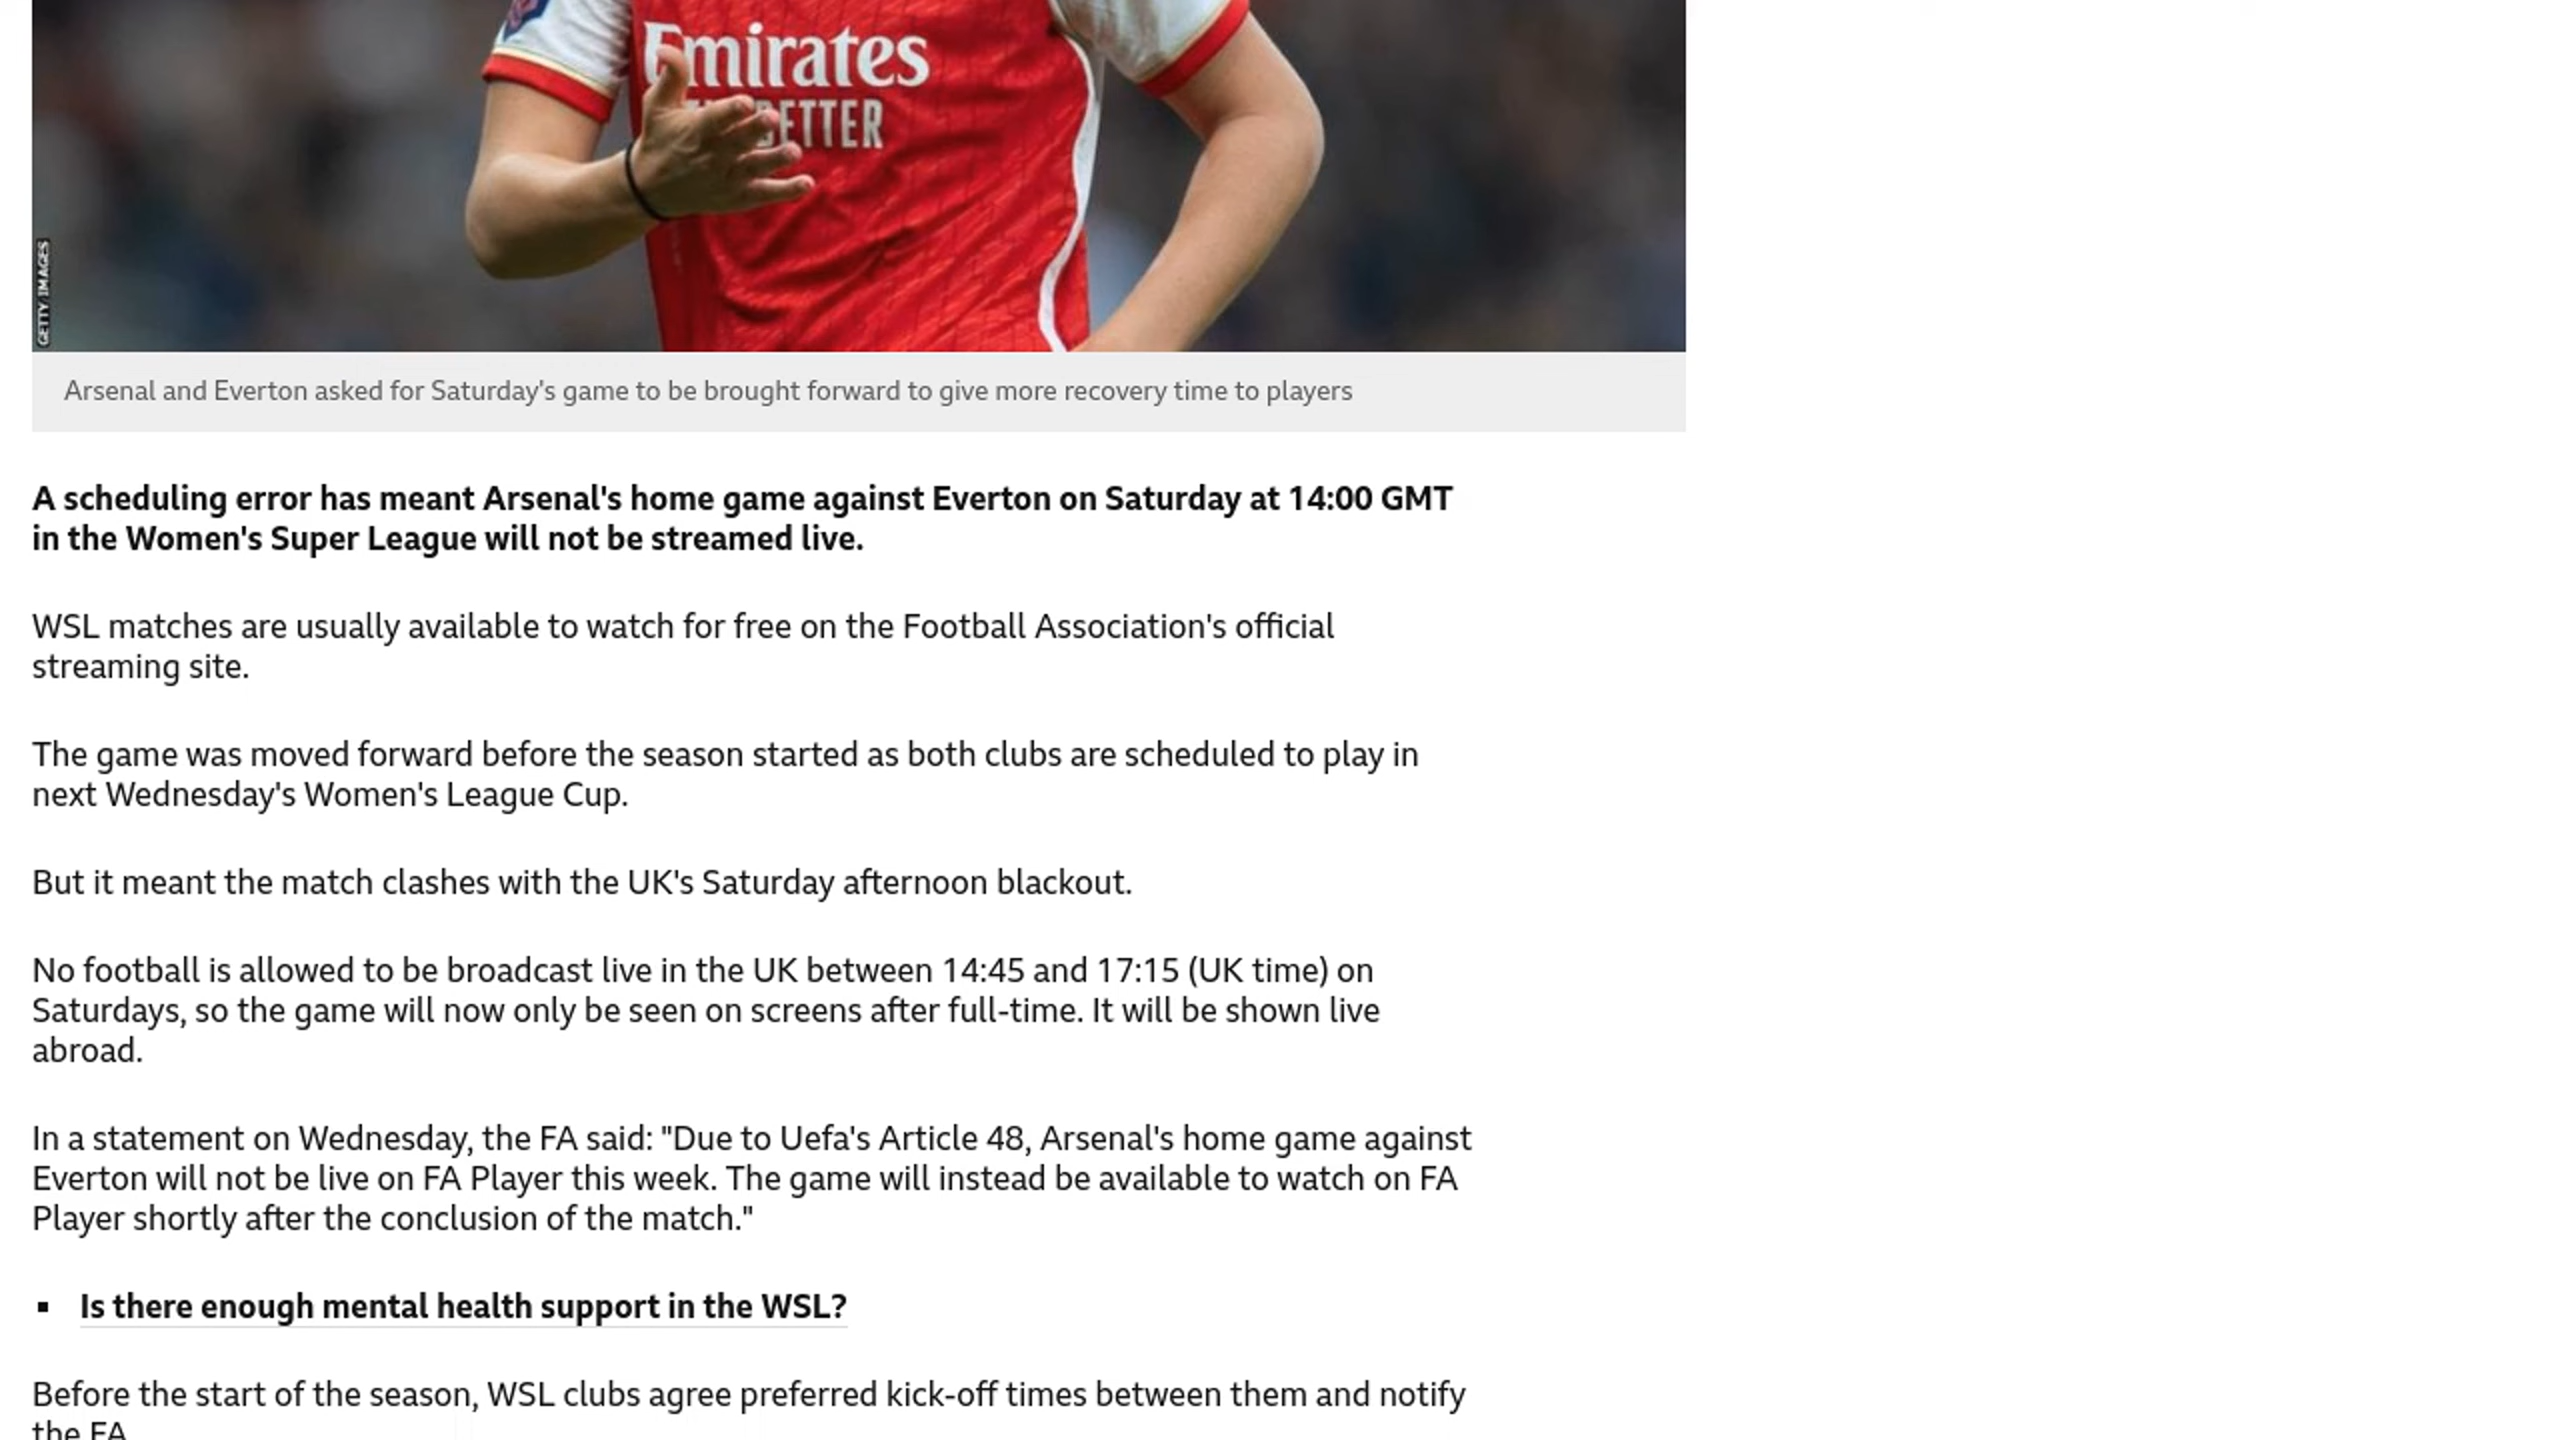 Emirates
BETTER
GETTY IMAGES
Arsenal and Everton asked for Saturday's game to be brought forward to give more recovery time to players
A scheduling error has meant Arsenal's home game against Everton on Saturday at 14:00 GMT
in the Women's Super League will not be streamed live.
WSL matches are usually available to watch for free on the Football Association's official
streaming site.
The game was moved forward before the season started as both clubs are scheduled to play in
next Wednesday's Women's League Cup.
But it meant the match clashes with the UK's Saturday afternoon blackout.
No football is allowed to be broadcast live in the UK between 14:45 and 17:15 (UK time) on
Saturdays, so the game will now only be seen on screens after full-time. It will be shown live
abroad.
In a statement on Wednesday, the FA said: "Due to Uefa's Article 48, Arsenal's home game against
Everton will not be live on FA Player this week. The game will instead be available to watch on FA
Player shortly after the conclusion of the match."
▪ Is there enough mental health support in the WSL?
Before the start of the season, WSL clubs agree preferred kick-off times between them and notify
the FA